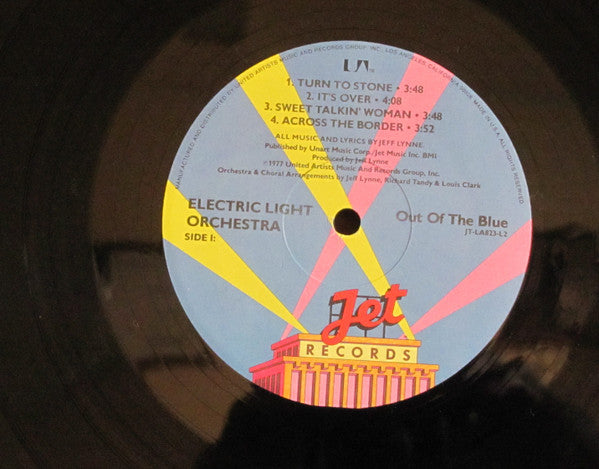 MANUFACTURED AND DISTRIBUTED BY UNITED ARTISTS MUSIC AND RECORDS GROUP, INC., LOS ANGELES, CALIFORNIA 90028. MADE IN U.S.A. ALL RIGHTS RESERVED.
UA
1. TURN TO STONE • 3:48
2. IT'S OVER • 4:08
3. SWEET TALKIN' WOMAN • 3:48
4. ACROSS THE BORDER • 3:52
ALL MUSIC AND LYRICS BY JEFF LYNNE
Published by Unart Music Corp./Jet Music Inc. BMI
Produced by Jeff Lynne
℗1977 United Artists Music And Records Group, Inc.
Orchestra & Choral Arrangements by Jeff Lynne, Richard Tandy & Louis Clark
ELECTRIC LIGHT
ORCHESTRA
SIDE 1:
Out Of The Blue
JT-LA823-L2
Jet
RECORDS